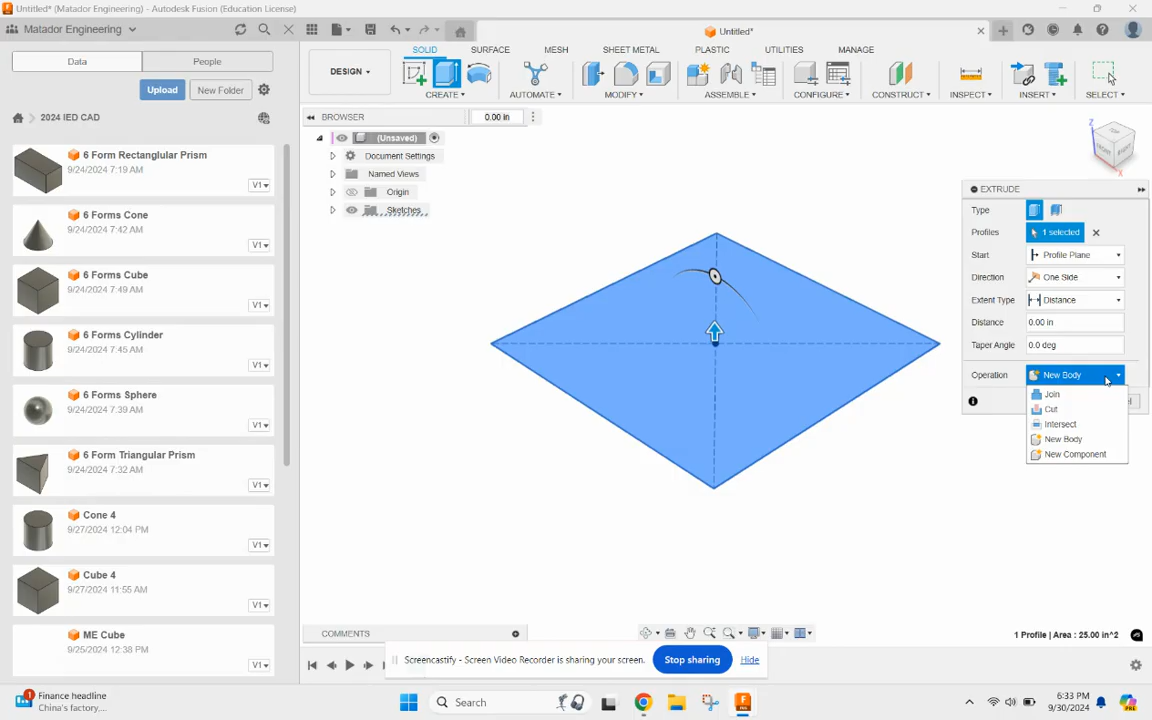 Untitled* (Matador Engineering) - Autodesk Fusion (Education License)
Matador Engineering
Untitled*
Data People
Upload New Folder
2024 IED CAD
6 Form Rectanglular Prism
9/24/2024 7:19 AM
V1
6 Forms Cone
9/24/2024 7:42 AM
V1
6 Forms Cube
9/24/2024 7:49 AM
V1
6 Forms Cylinder
9/24/2024 7:45 AM
V1
6 Forms Sphere
9/24/2024 7:39 AM
V1
6 Form Triangular Prism
9/24/2024 7:32 AM
V1
Cone 4
9/27/2024 12:04 PM
V1
Cube 4
9/27/2024 11:55 AM
V1
ME Cube
9/25/2024 12:38 PM
V1
DESIGN
SOLID SURFACE MESH SHEET METAL PLASTIC UTILITIES MANAGE
CREATE AUTOMATE MODIFY ASSEMBLE CONFIGURE CONSTRUCT INSPECT INSERT SELECT
BROWSER 0.00 in
(Unsaved)
Document Settings
Named Views
Origin
Sketches
Z
TOP
FRONT RIGHT
X
EXTRUDE
Type
Profiles 1 selected
Start Profile Plane
Direction One Side
Extent Type Distance
Distance 0.00 in
Taper Angle 0.0 deg
Operation New Body
Join
Cut
Intersect
New Body
New Component
COMMENTS
1 Profile | Area : 25.00 in^2
Screencastify - Screen Video Recorder is sharing your screen. Stop sharing Hide
Finance headline
China's factory,...
Search
6:33 PM
9/30/2024